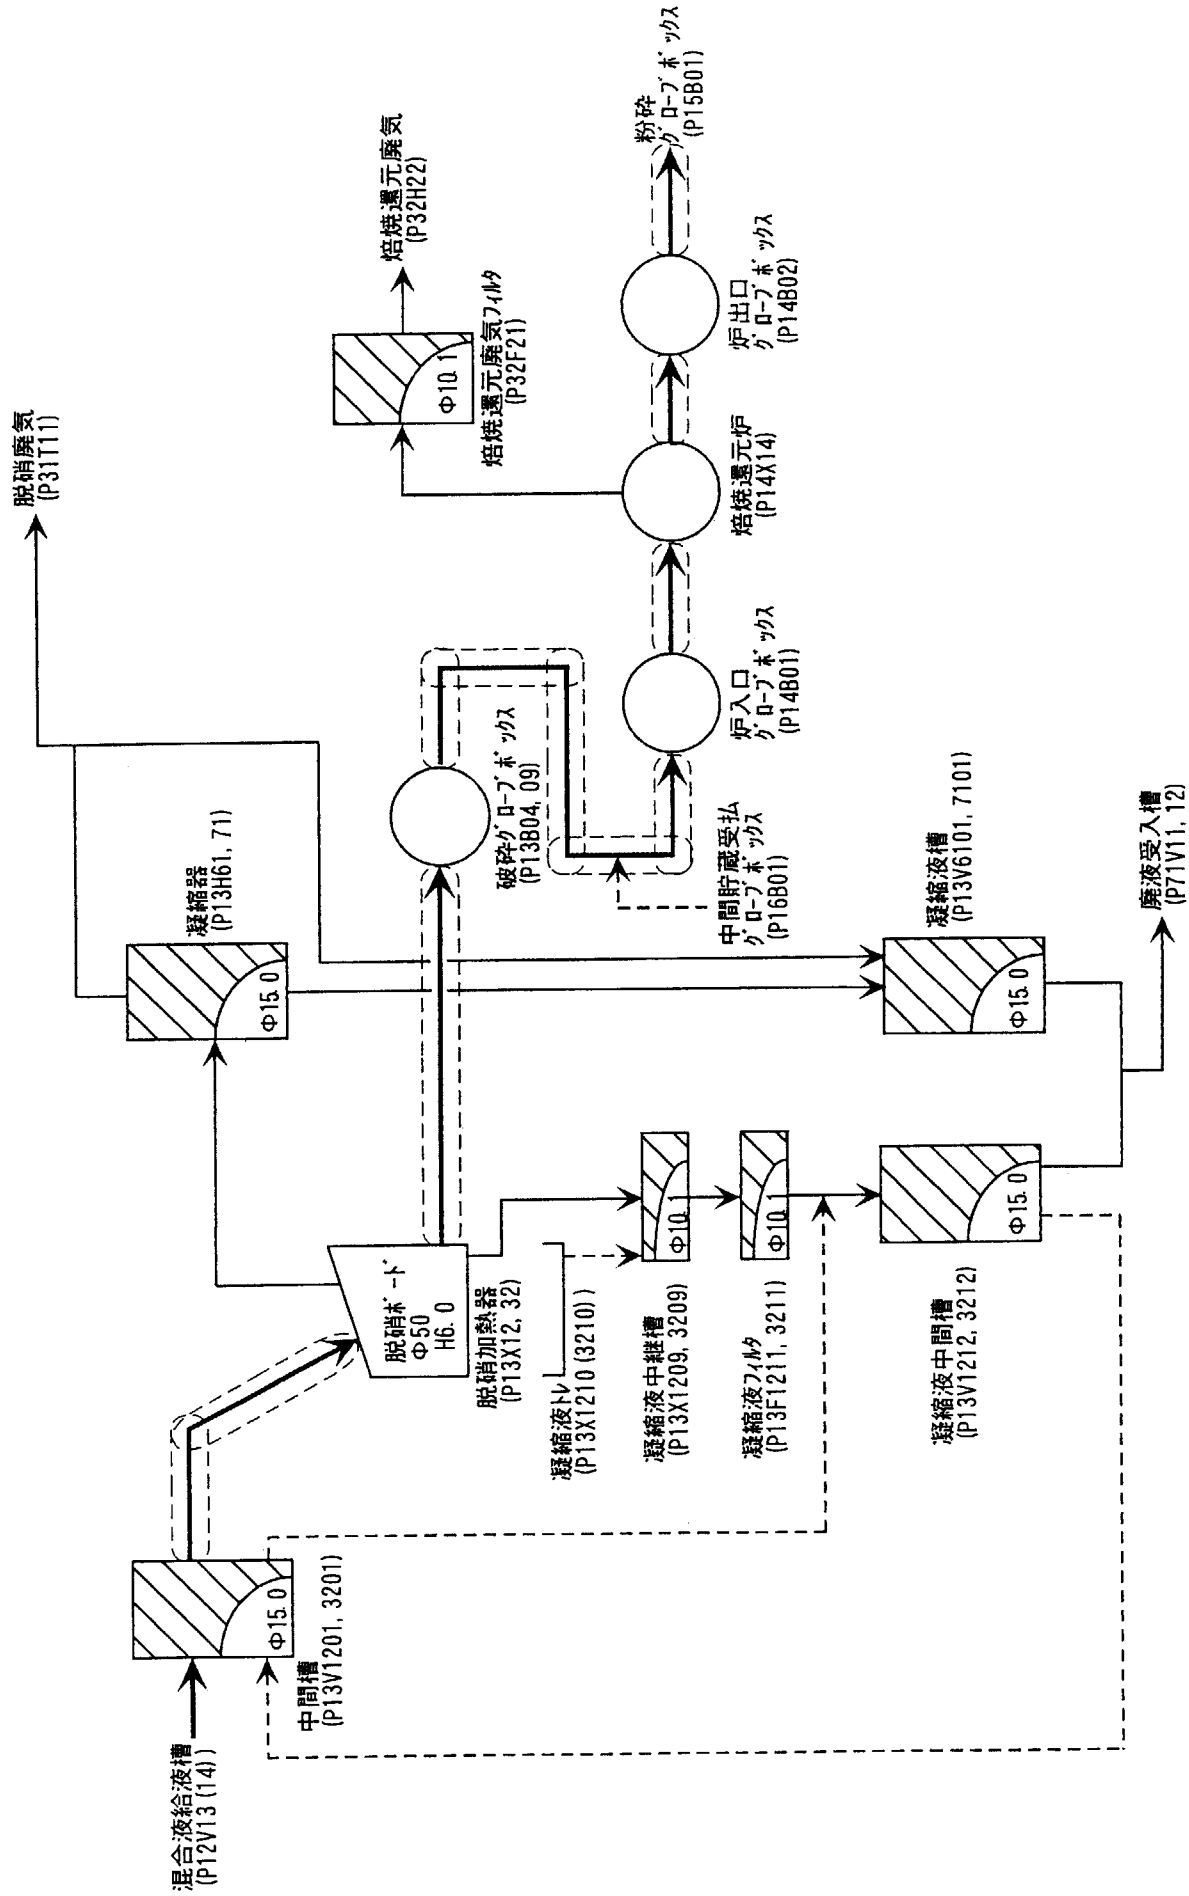 混合液給液槽
(P12V13(14))
Φ15.0
中間槽
(P13V1201, 3201)
脱硝ボード
Φ50
H6.0
脱硝加熱器
(P13X12, 32)
凝縮液トレ
(P13X1210(3210))
Φ10.1
凝縮液中継槽
(P13X1209, 3209)
Φ10.1
凝縮液フィルタ
(P13F1211, 3211)
Φ15.0
凝縮液中間槽
(P13V1212, 3212)
Φ15.0
凝縮器
(P13H61, 71)
脱硝廃気
(P31T11)
破砕グローブボックス
(P13B04, 09)
中間貯蔵受払
グローブボックス
(P16B01)
Φ15.0
凝縮液槽
(P13V6101, 7101)
廃液受入槽
(P71V11, 12)
炉入口
グローブボックス
(P14B01)
焙焼還元炉
(P14X14)
Φ10.1
焙焼還元廃気フィルタ
(P32F21)
焙焼還元廃気
(P32H22)
炉出口
グローブボックス
(P14B02)
粉砕
グローブボックス
(P15B01)